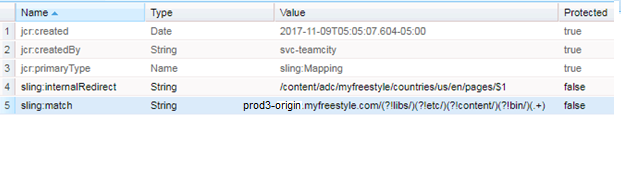 Name Type Value Protected
1 jcr:created Date 2017-11-09T05:05:07.604-05:00 true
2 jcr:createdBy String svc-teamcity true
3 jcr:primaryType Name sling:Mapping true
4 sling:internalRedirect String /content/adc/myfreestyle/countries/us/en/pages/$1 false
5 sling:match String prod3-origin.myfreestyle.com/(?!libs/)(?!etc/)(?!content/)(?!bin/)(.+) false